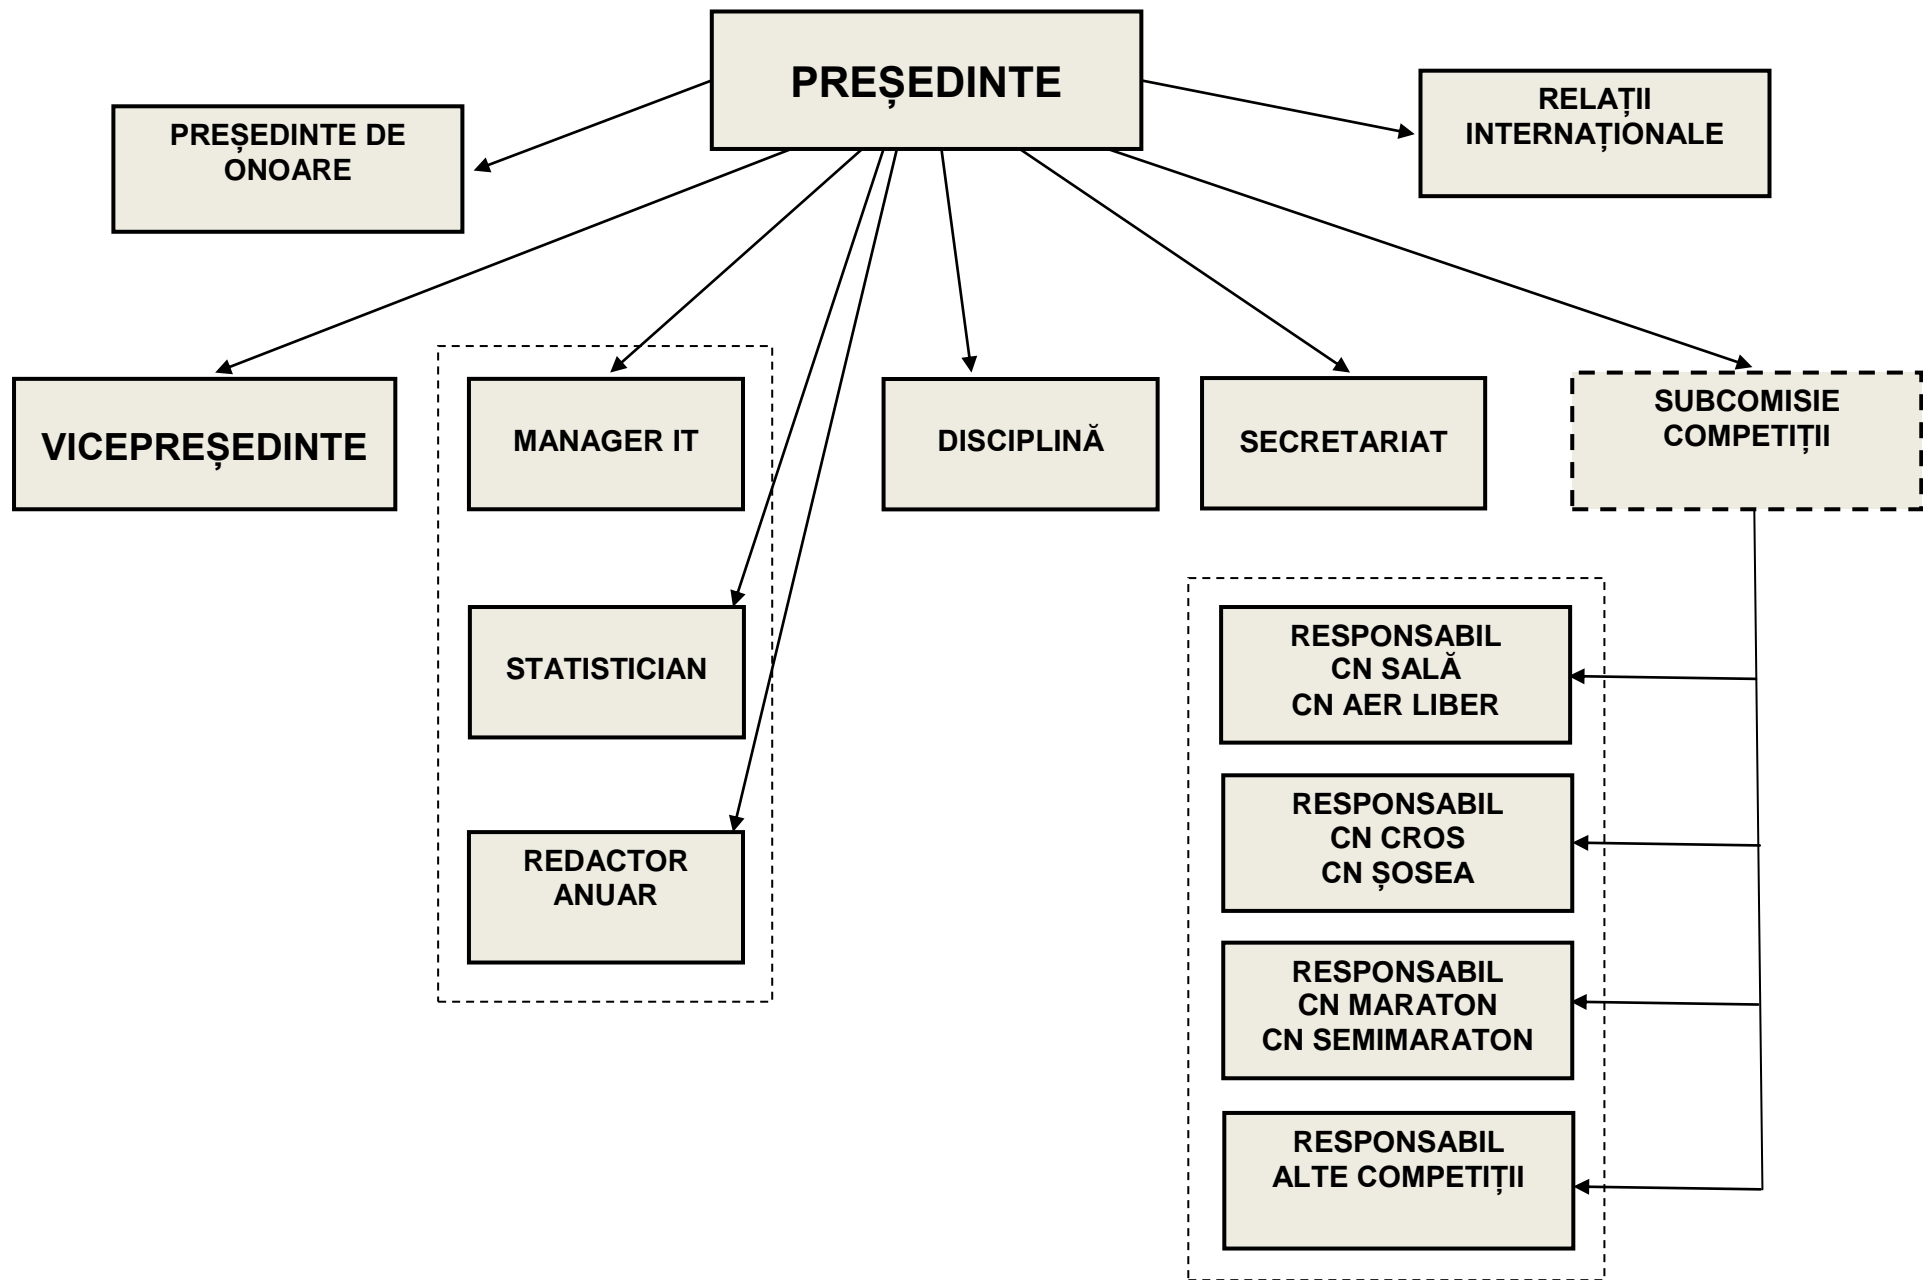 PREȘEDINTE
PREȘEDINTE DE
ONOARE
RELAȚII
INTERNAȚIONALE
VICEPREȘEDINTE
MANAGER IT
DISCIPLINĂ
SECRETARIAT
SUBCOMISIE
COMPETIȚII
STATISTICIAN
REDACTOR
ANUAR
RESPONSABIL
CN SALĂ
CN AER LIBER
RESPONSABIL
CN CROS
CN ȘOSEA
RESPONSABIL
CN MARATON
CN SEMIMARATON
RESPONSABIL
ALTE COMPETIȚII